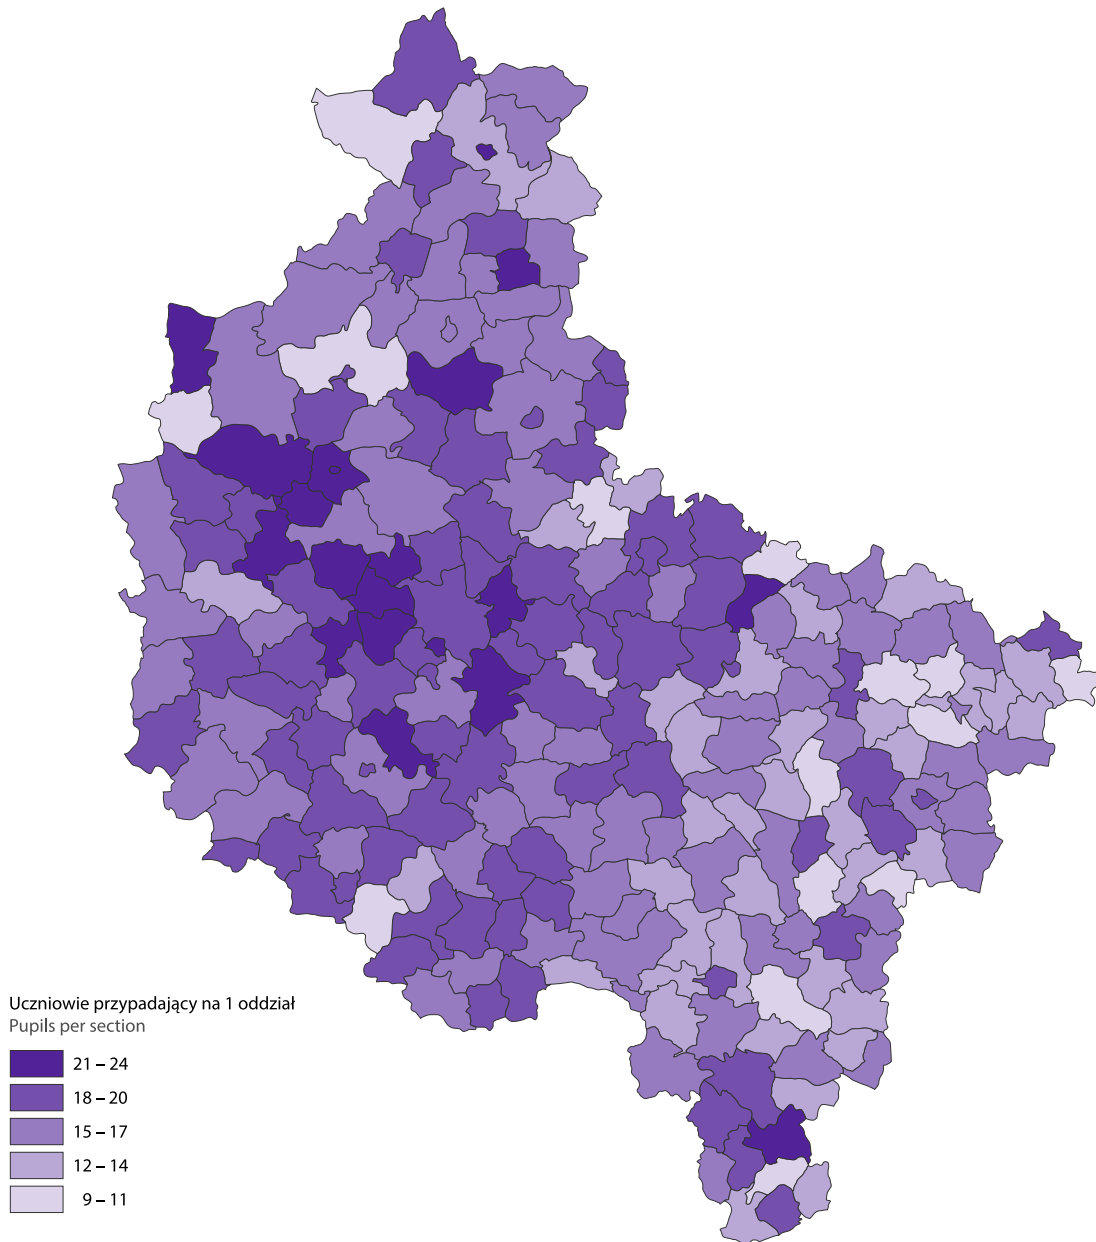 Uczniowie przypadający na 1 oddział
Pupils per section
21 – 24
18 – 20
15 – 17
12 – 14
9 – 11